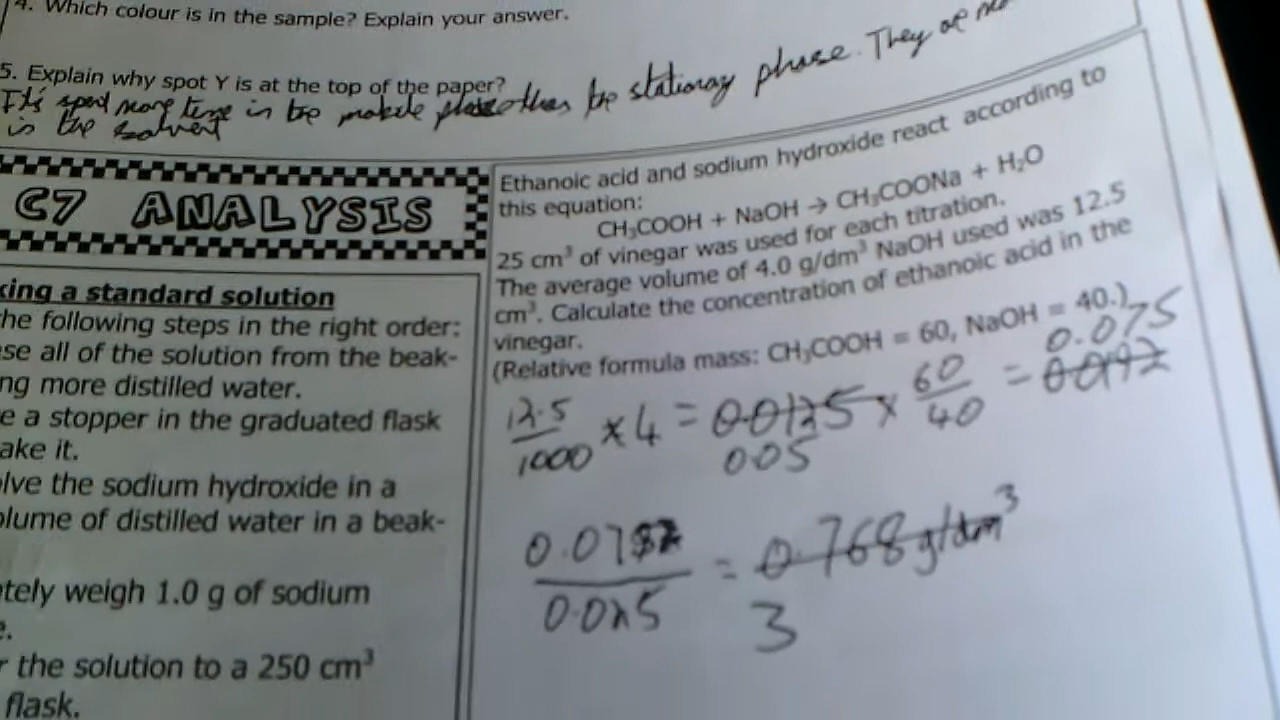 4. Which colour is in the sample? Explain your answer.
5. Explain why spot Y is at the top of the paper?
spent more time in the mobile the stationary phase. They
is the solvent
C7 ANALYSIS
king a standard solution
he following steps in the right order:
se all of the solution from the beak-
ng more distilled water.
e a stopper in the graduated flask
ake it.
lve the sodium hydroxide in a
olume of distilled water in a beak-
tely weigh 1.0 g of sodium
e.
r the solution to a 250 cm³
flask.
Ethanoic acid and sodium hydroxide react according to
this equation:
CH₃COOH + NaOH → CH₃COONa + H₂O
25 cm³ of vinegar was used for each titration.
The average volume of 4.0 g/dm³ NaOH used was 12.5
cm³. Calculate the concentration of ethanoic acid in the
vinegar.
(Relative formula mass: CH₃COOH = 60, NaOH = 40.)
0.075
12.5/1000 × 4 = 0.0125 × 60/40 =
0.05
/0.025 = 0.768 g/dm³
3